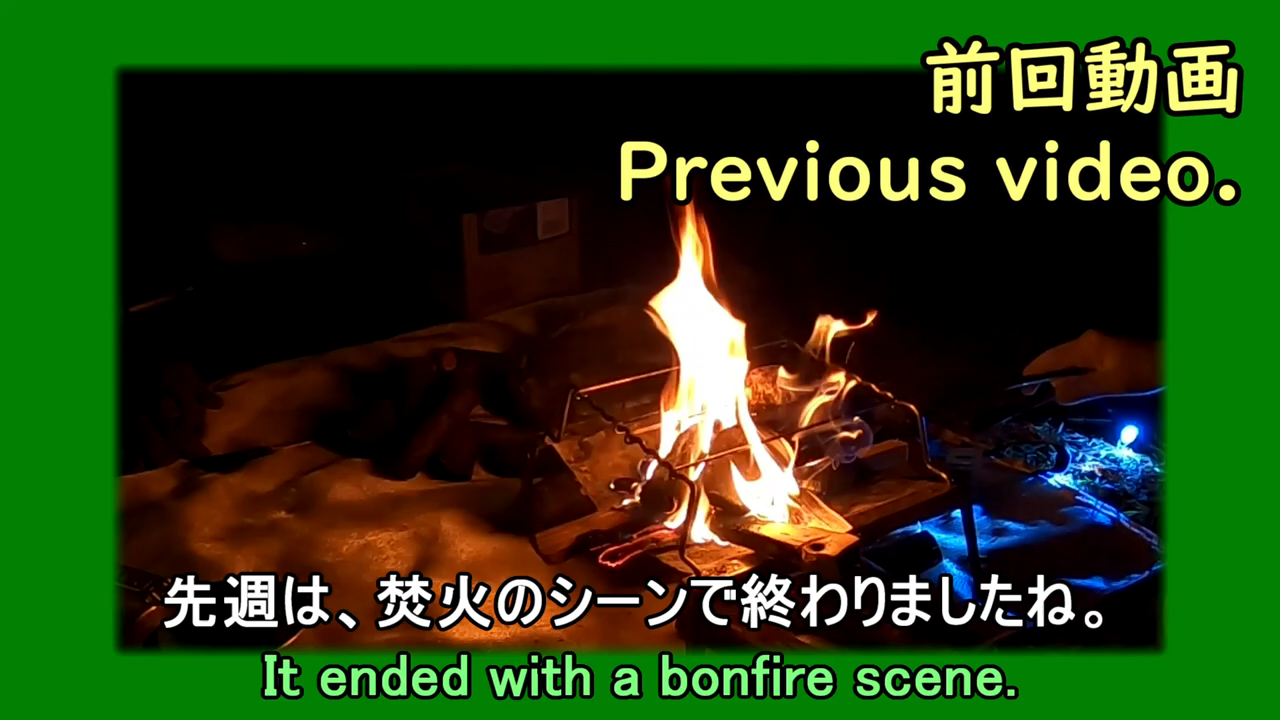 前回動画
Previous video.
先週は、焚火のシーンで終わりましたね。
It ended with a bonfire scene.